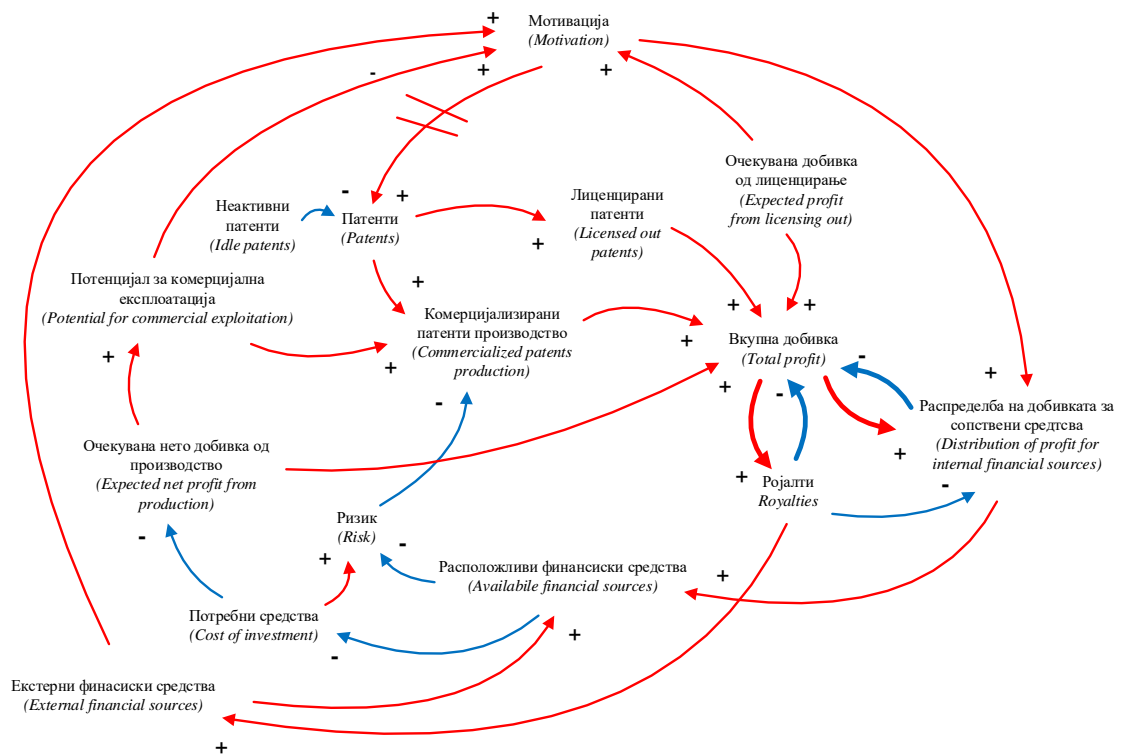 Мотивација
(Motivation)
Очекувана добивка
од лиценцирање
(Expected profit
from licensing out)
Неактивни
патенти
(Idle patents)
Патенти
(Patents)
Лиценцирани
патенти
(Licensed out
patents)
Потенцијал за комерцијална
експлоатација
(Potential for commercial exploitation)
Комерцијализирани
патенти производство
(Commercialized patents
production)
Вкупна добивка
(Total profit)
Распределба на добивката за
сопствени средтсва
(Distribution of profit for
internal financial sources)
Очекувана нето добивка од
производство
(Expected net profit from
production)
Ројалти
Royalties
Ризик
(Risk)
Расположливи финансиски средства
(Availabile financial sources)
Потребни средства
(Cost of investment)
Екстерни финасиски средства
(External financial sources)